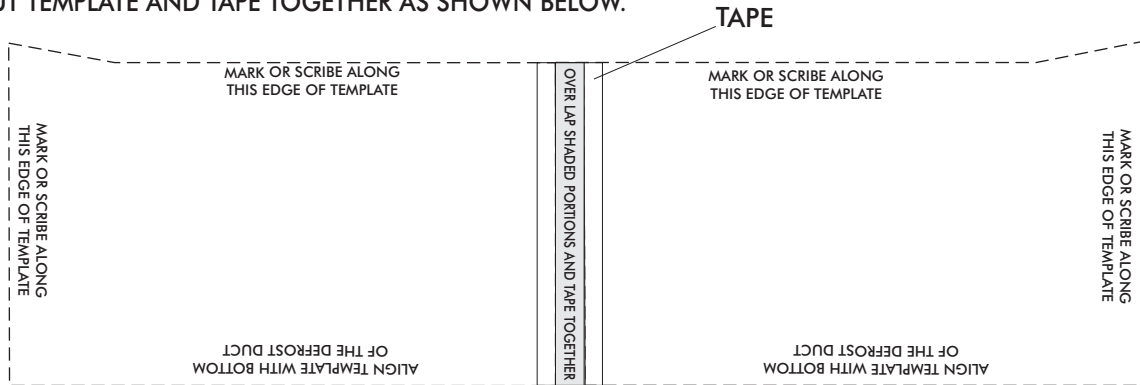 UT TEMPLATE AND TAPE TOGETHER AS SHOWN BELOW.
TAPE
MARK OR SCRIBE ALONG
THIS EDGE OF TEMPLATE
MARK OR SCRIBE ALONG
THIS EDGE OF TEMPLATE
MARK OR SCRIBE ALONG
THIS EDGE OF TEMPLATE
OVER LAP SHADED PORTIONS AND TAPE TOGETHER
MARK OR SCRIBE ALONG
THIS EDGE OF TEMPLATE
ALIGN TEMPLATE WITH BOTTOM
OF THE DEFROST DUCT
ALIGN TEMPLATE WITH BOTTOM
OF THE DEFROST DUCT